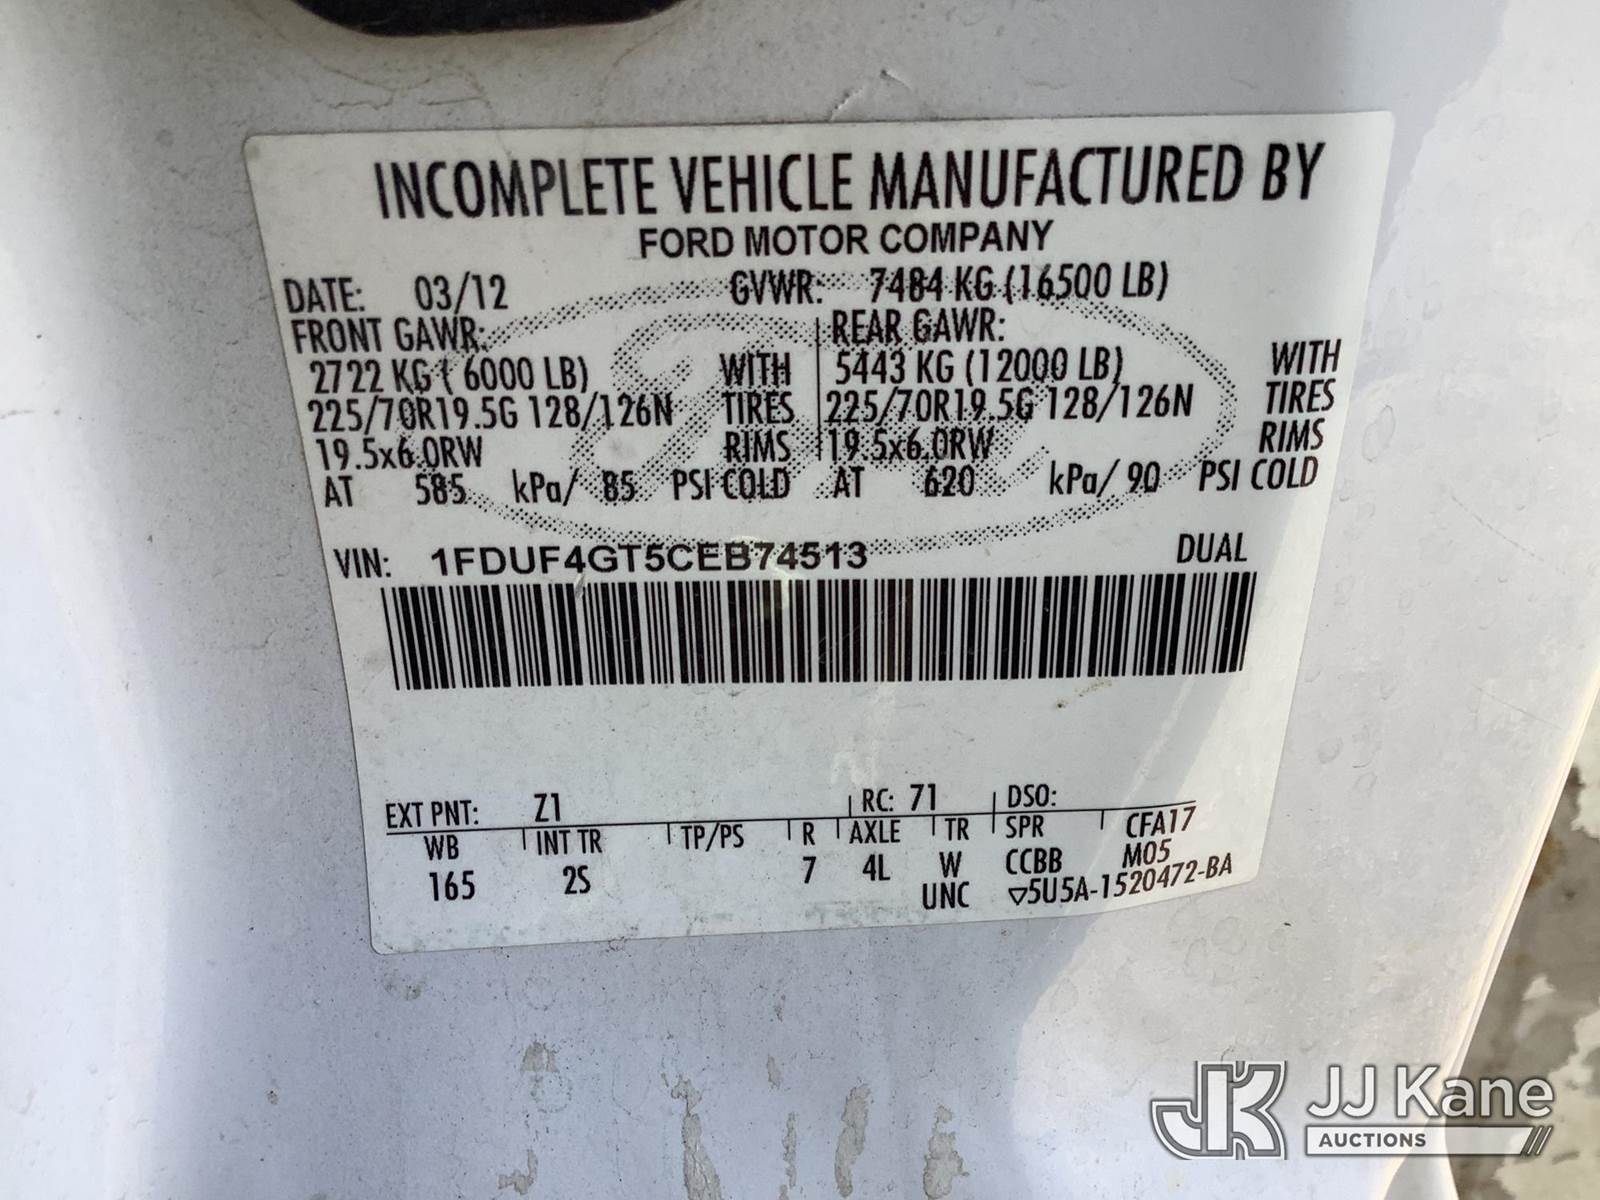 INCOMPLETE VEHICLE MANUFACTURED BY
FORD MOTOR COMPANY
DATE: 03/12 GVWR: 7484 KG (16500 LB)
FRONT GAWR: REAR GAWR:
2722 KG ( 6000 LB) WITH 5443 KG (12000 LB) WITH
225/70R19.5G 128/126N TIRES 225/70R19.5G 128/126N TIRES
19.5x6.0RW RIMS 19.5x6.0RW RIMS
AT 585 kPa/ 85 PSI COLD AT 620 kPa/ 90 PSI COLD
VIN: 1FDUF4GT5CEB74513 DUAL
EXT PNT: Z1 RC: 71 DSO:
WB INT TR TP/PS R AXLE TR SPR CFA17
165 2S 7 4L W CCBB M05
UNC ▽5U5A-1520472-BA
JK JJ Kane
AUCTIONS